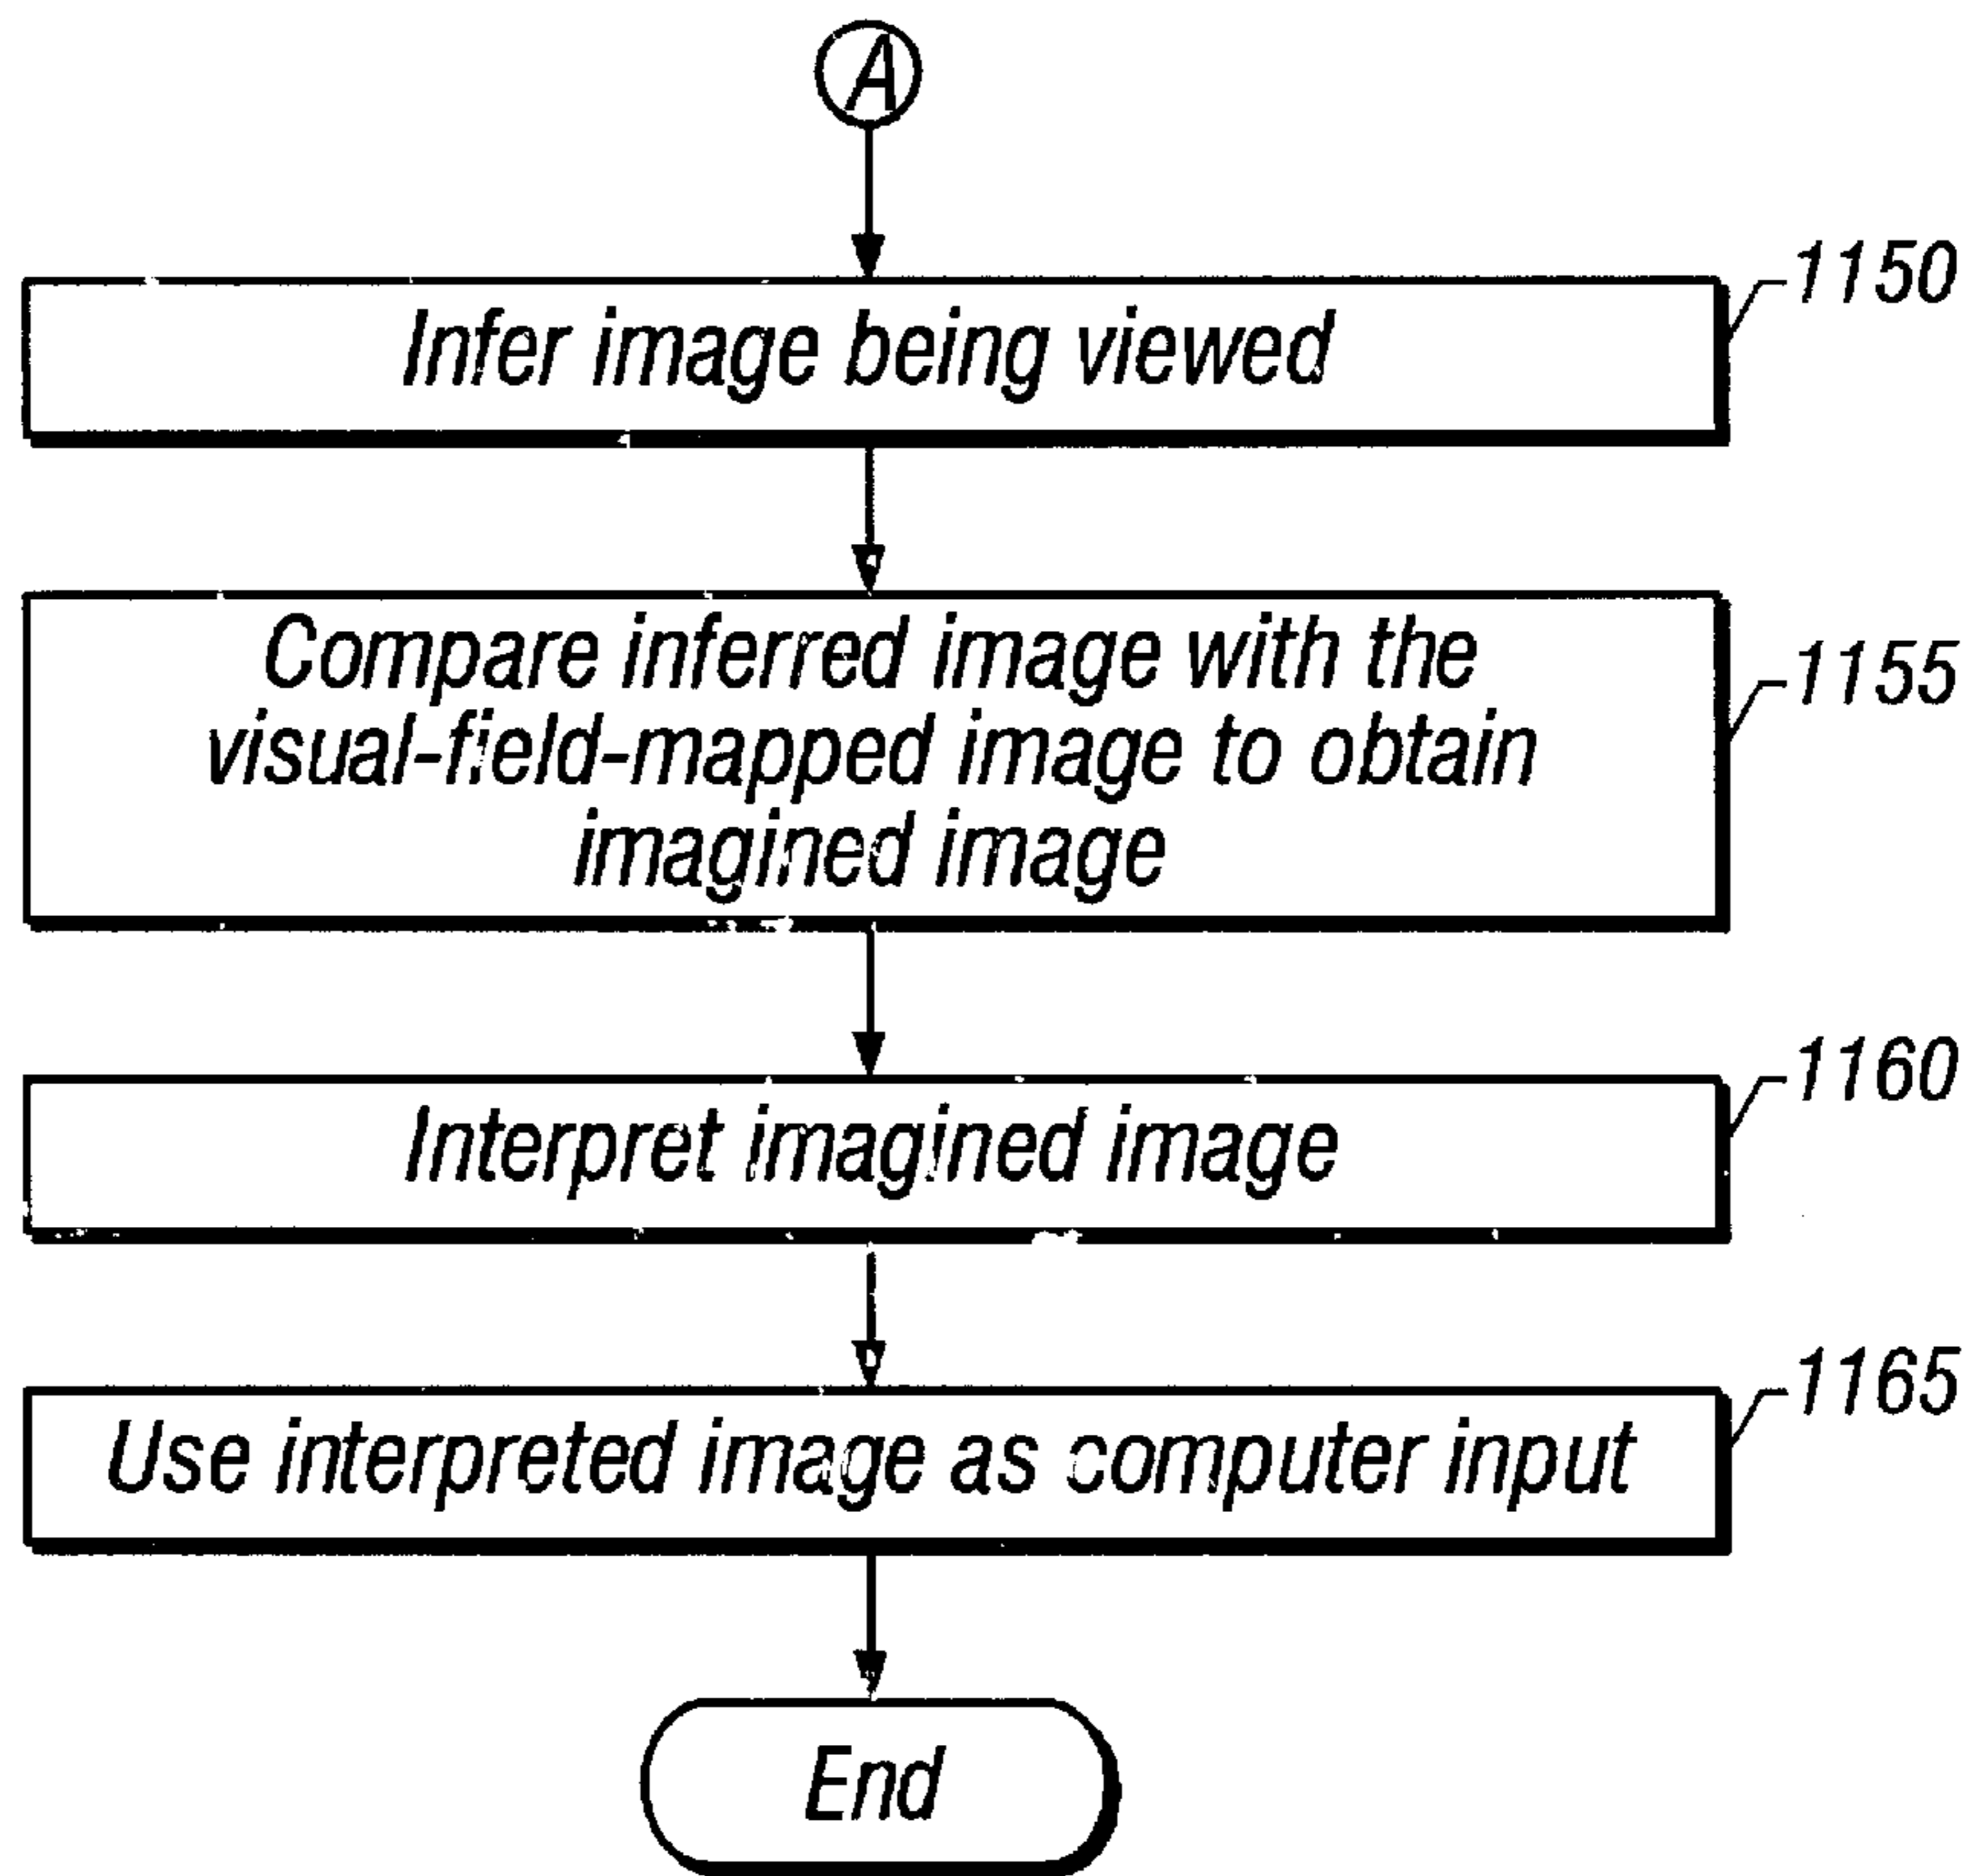 A
1150
Infer image being viewed
1155
Compare inferred image with the
visual-field-mapped image to obtain
imagined image
1160
Interpret imagined image
1165
Use interpreted image as computer input
End